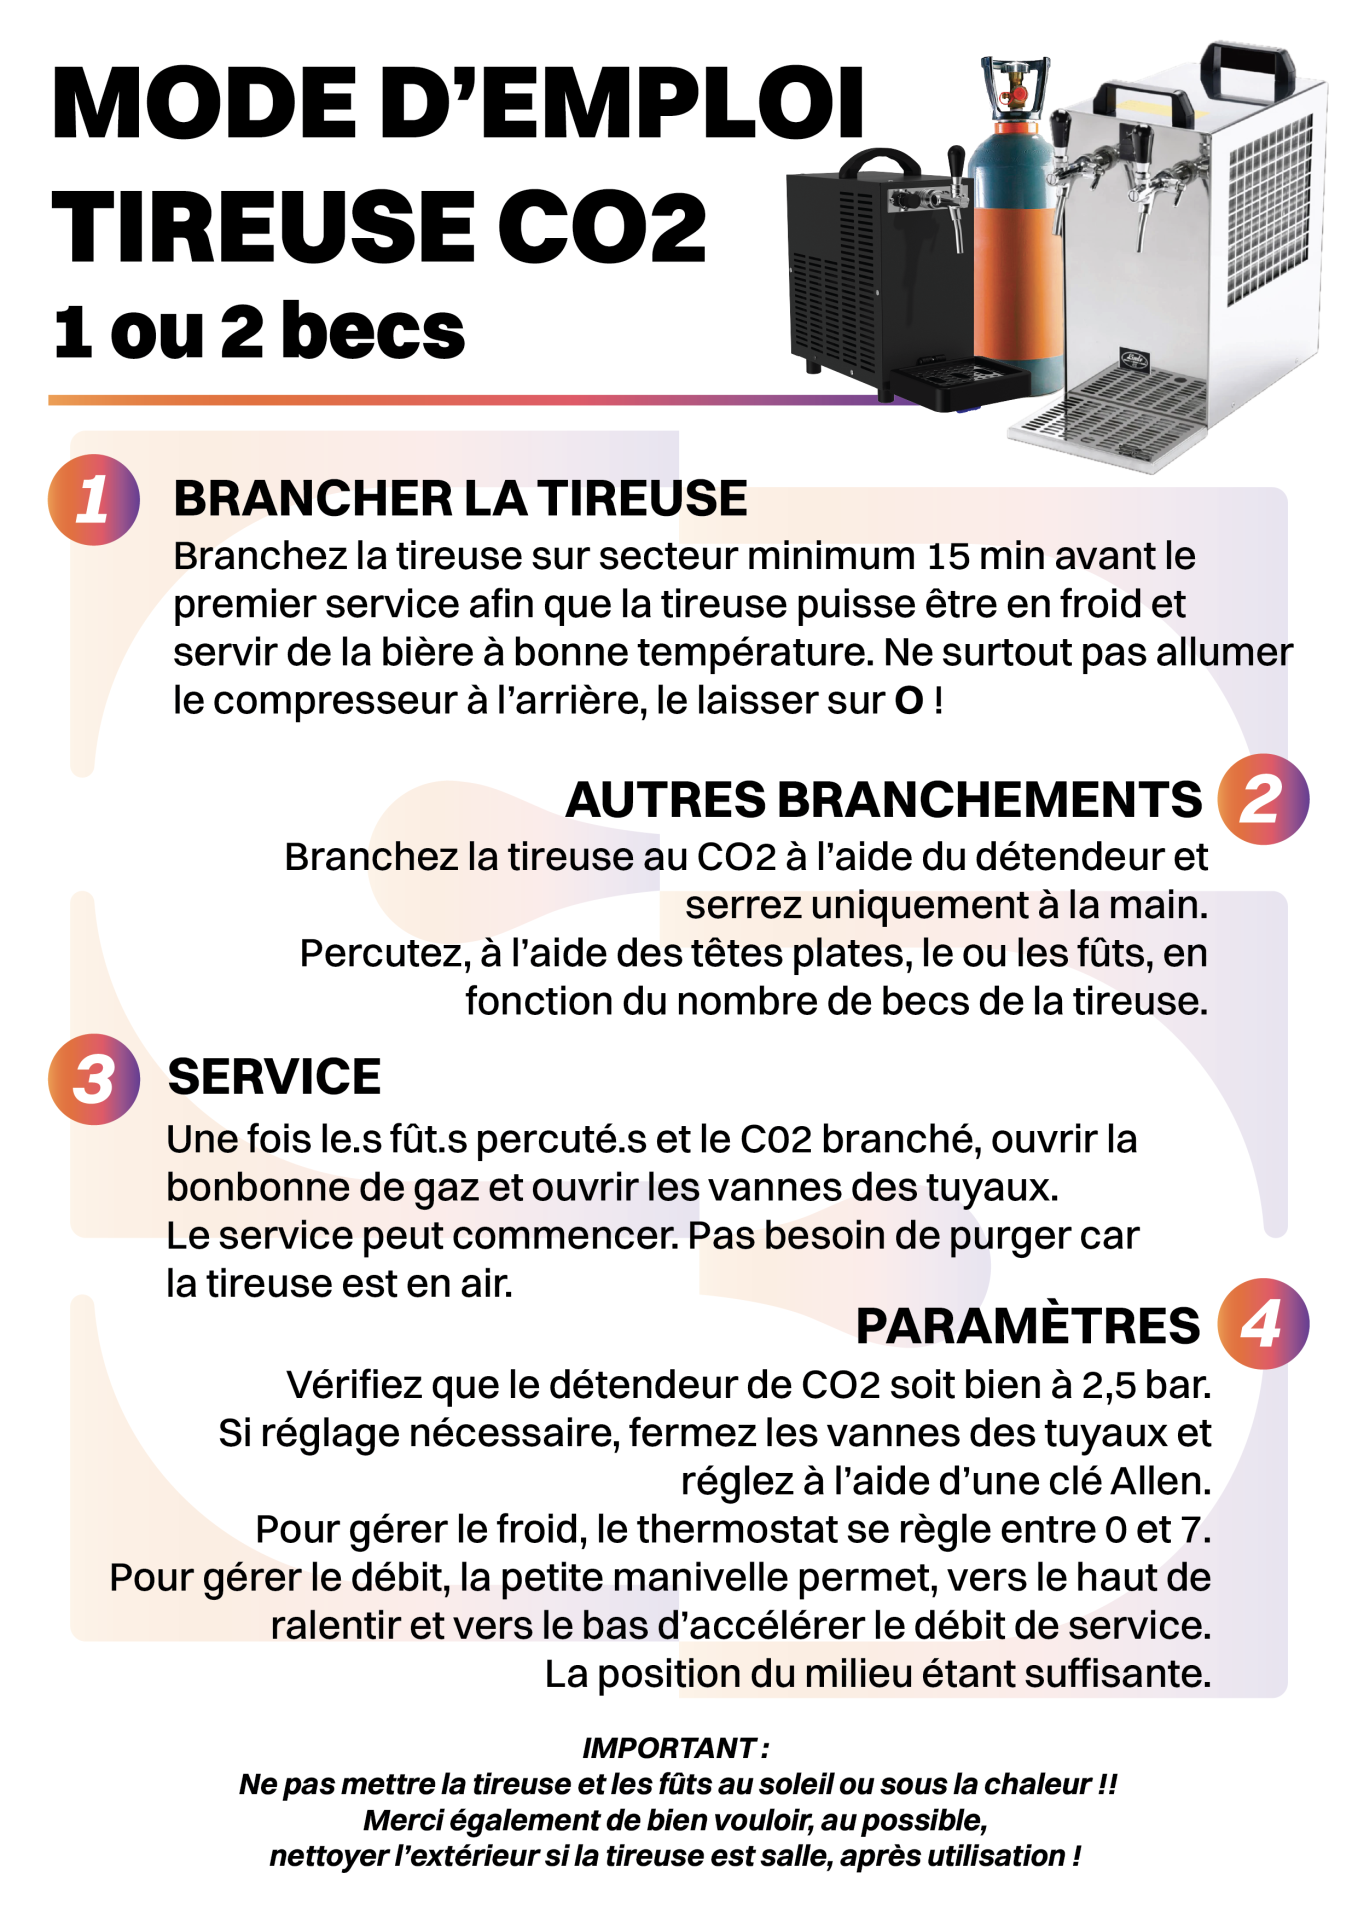 MODE D’EMPLOI
TIREUSE CO2
1 ou 2 becs
1
BRANCHER LA TIREUSE
Branchez la tireuse sur secteur minimum 15 min avant le
premier service afin que la tireuse puisse être en froid et
servir de la bière à bonne température. Ne surtout pas allumer
le compresseur à l’arrière, le laisser sur O !
AUTRES BRANCHEMENTS
2
Branchez la tireuse au CO2 à l’aide du détendeur et
serrez uniquement à la main.
Percutez, à l’aide des têtes plates, le ou les fûts, en
fonction du nombre de becs de la tireuse.
3
SERVICE
Une fois le.s fût.s percuté.s et le C02 branché, ouvrir la
bonbonne de gaz et ouvrir les vannes des tuyaux.
Le service peut commencer. Pas besoin de purger car
la tireuse est en air.
PARAMÈTRES
4
Vérifiez que le détendeur de CO2 soit bien à 2,5 bar.
Si réglage nécessaire, fermez les vannes des tuyaux et
réglez à l’aide d’une clé Allen.
Pour gérer le froid, le thermostat se règle entre 0 et 7.
Pour gérer le débit, la petite manivelle permet, vers le haut de
ralentir et vers le bas d’accélérer le débit de service.
La position du milieu étant suffisante.
IMPORTANT :
Ne pas mettre la tireuse et les fûts au soleil ou sous la chaleur !!
Merci également de bien vouloir, au possible,
nettoyer l’extérieur si la tireuse est salle, après utilisation !